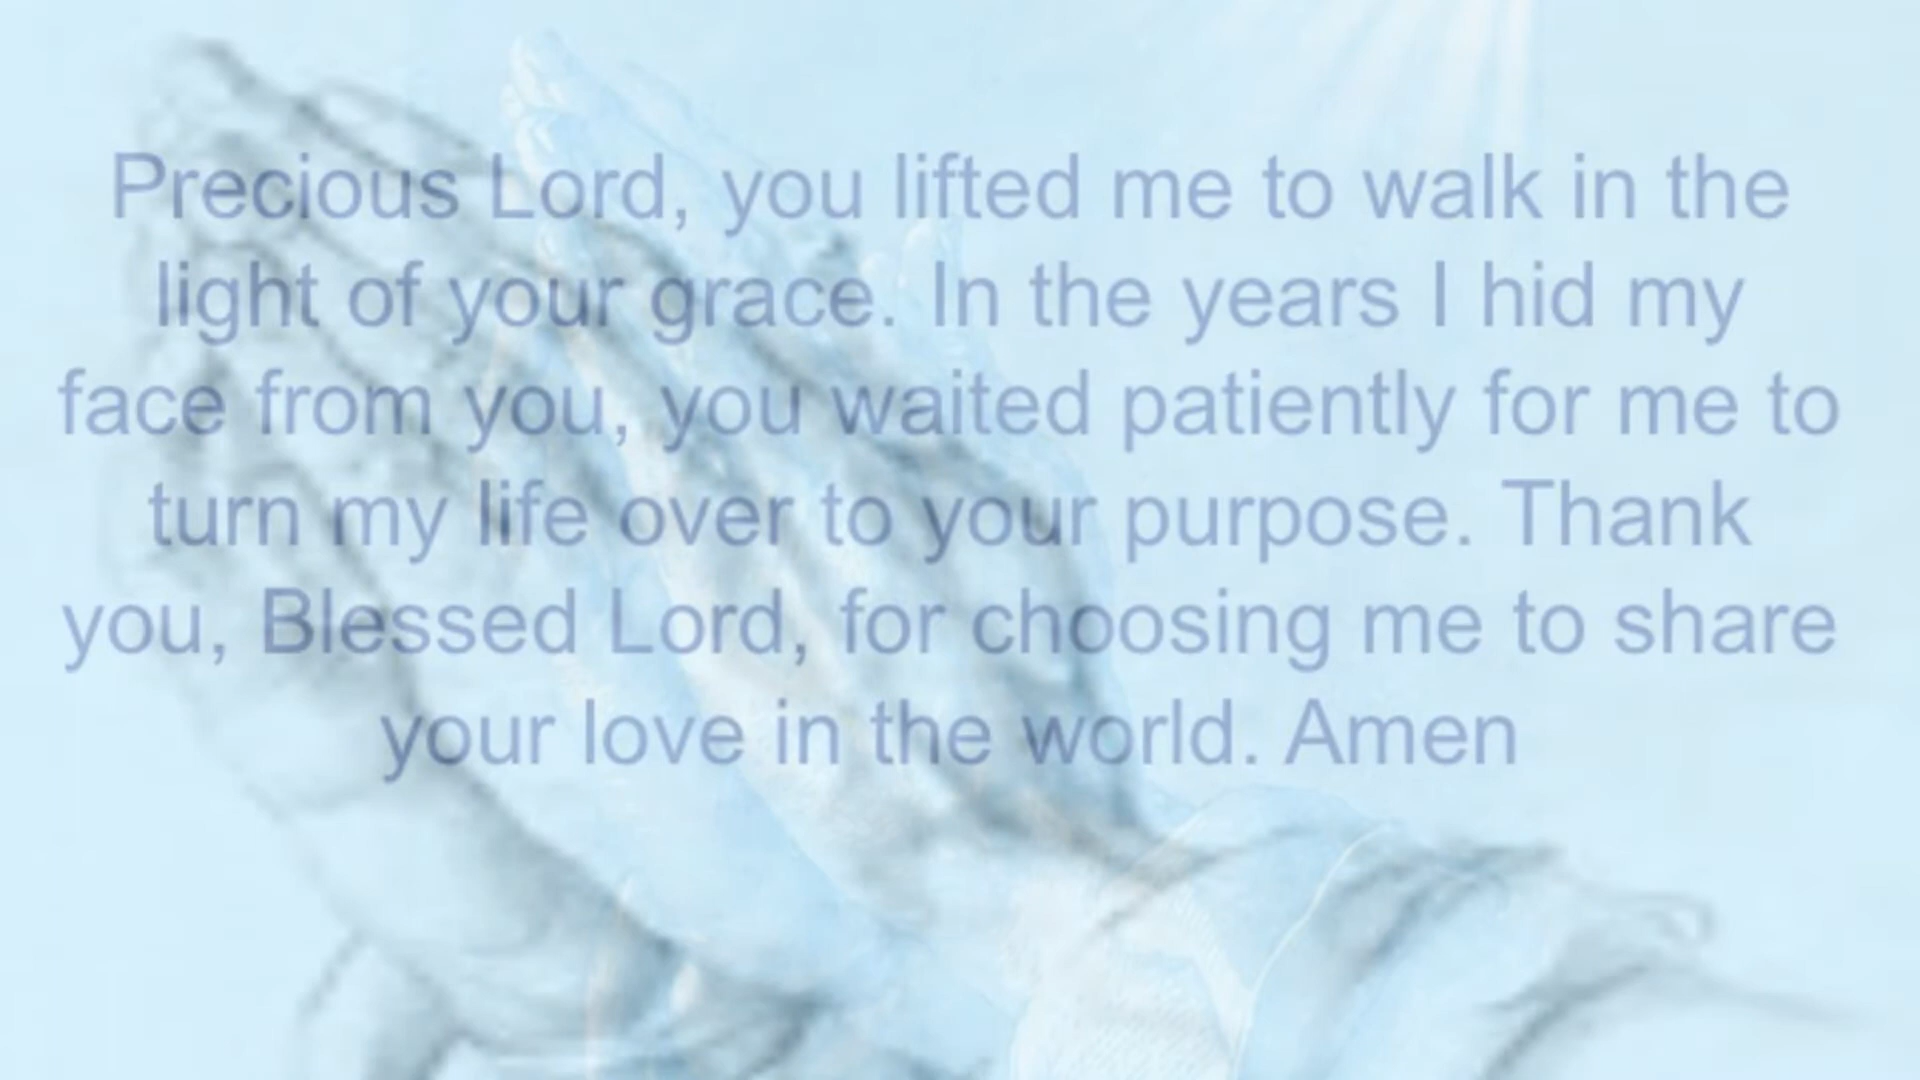 Precious Lord, you lifted me to walk in the
light of your grace. In the years I hid my
face from you, you waited patiently for me to
turn my life over to your purpose. Thank
you, Blessed Lord, for choosing me to share
your love in the world. Amen